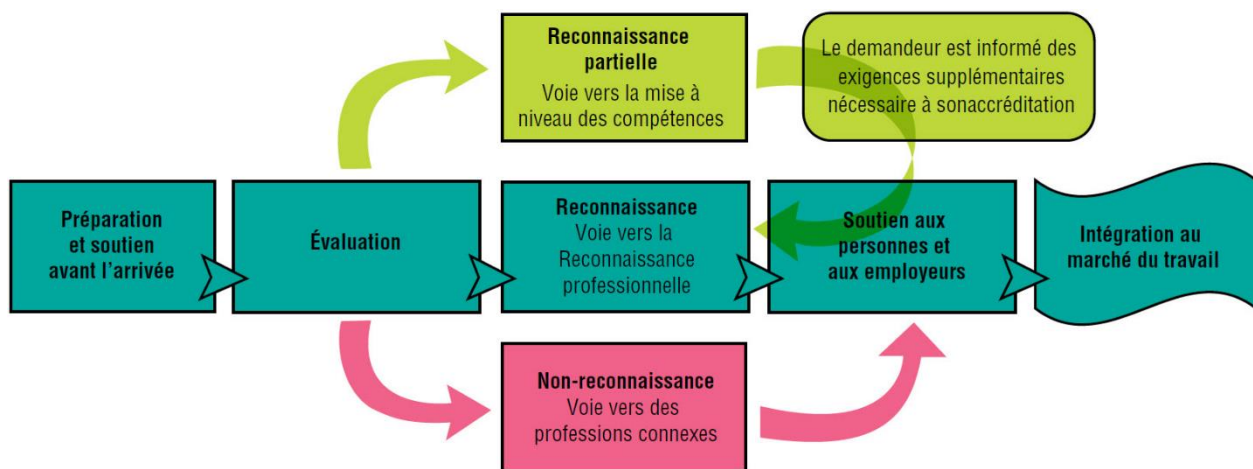 Reconnaissance
partielle
Voie vers la mise à
niveau des compétences
Le demandeur est informé des
exigences supplémentaires
nécessaire à sonaccréditation
Préparation
et soutien
avant l'arrivée
Évaluation
Reconnaissance
Voie vers la
Reconnaissance
professionnelle
Soutien aux
personnes et
aux employeurs
Intégration au
marché du travail
Non-reconnaissance
Voie vers des
professions connexes